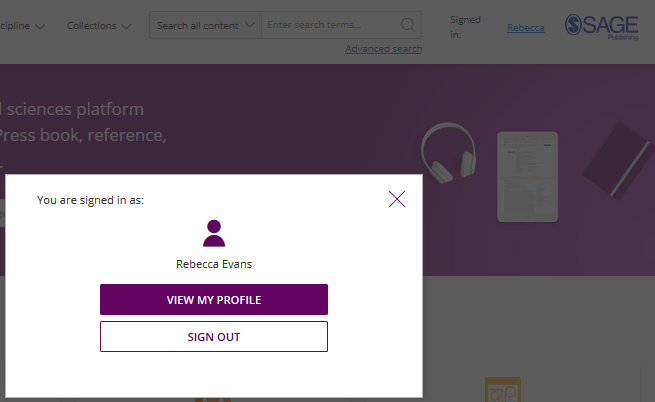 cipline
Collections
Search all content
Enter search terms...
Signed in:
Rebecca
SAGE
Publishing
Advanced search
l sciences platform
Press book, reference,
You are signed in as:
Rebecca Evans
VIEW MY PROFILE
SIGN OUT